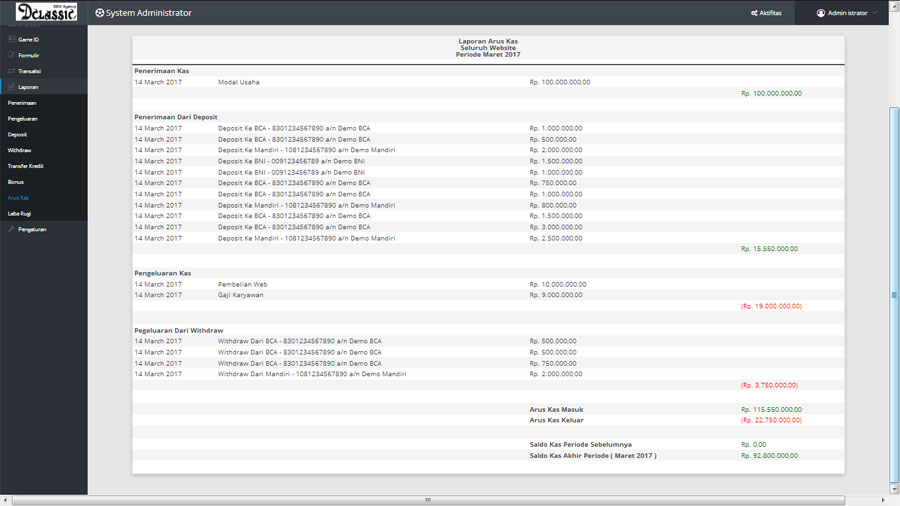 SEO Agency
Dclassic
System Administrator
Aktifitas
Admin istrator
Game ID
Formulir
Transaksi
Laporan
Penerimaan
Pengeluaran
Deposit
Withdraw
Transfer Kredit
Bonus
Arus Kas
Laba Rugi
Pengaturan
Laporan Arus Kas
Seluruh Website
Periode Maret 2017
Penerimaan Kas
14 March 2017 Modal Usaha Rp. 100.000.000,00
Rp. 100.000.000,00
Penerimaan Dari Deposit
14 March 2017 Deposit Ke BCA - 8301234567890 a/n Demo BCA Rp. 1.000.000,00
14 March 2017 Deposit Ke BCA - 8301234567890 a/n Demo BCA Rp. 500.000,00
14 March 2017 Deposit Ke Mandiri - 1081234567890 a/n Demo Mandiri Rp. 2.000.000,00
14 March 2017 Deposit Ke BNI - 009123456789 a/n Demo BNI Rp. 1.500.000,00
14 March 2017 Deposit Ke BNI - 009123456789 a/n Demo BNI Rp. 1.000.000,00
14 March 2017 Deposit Ke BCA - 8301234567890 a/n Demo BCA Rp. 750.000,00
14 March 2017 Deposit Ke BCA - 8301234567890 a/n Demo BCA Rp. 1.000.000,00
14 March 2017 Deposit Ke Mandiri - 1081234567890 a/n Demo Mandiri Rp. 800.000,00
14 March 2017 Deposit Ke BCA - 8301234567890 a/n Demo BCA Rp. 1.500.000,00
14 March 2017 Deposit Ke BCA - 8301234567890 a/n Demo BCA Rp. 3.000.000,00
14 March 2017 Deposit Ke Mandiri - 1081234567890 a/n Demo Mandiri Rp. 2.500.000,00
Rp. 15.550.000,00
Pengeluaran Kas
14 March 2017 Pembelian Web Rp. 10.000.000,00
14 March 2017 Gaji Karyawan Rp. 9.000.000,00
(Rp. 19.000.000,00)
Pegeluaran Dari Withdraw
14 March 2017 Withdraw Dari BCA - 8301234567890 a/n Demo BCA Rp. 500.000,00
14 March 2017 Withdraw Dari BCA - 8301234567890 a/n Demo BCA Rp. 500.000,00
14 March 2017 Withdraw Dari BCA - 8301234567890 a/n Demo BCA Rp. 750.000,00
14 March 2017 Withdraw Dari Mandiri - 1081234567890 a/n Demo Mandiri Rp. 2.000.000,00
(Rp. 3.750.000,00)
Arus Kas Masuk Rp. 115.550.000,00
Arus Kas Keluar (Rp. 22.750.000,00)
Saldo Kas Periode Sebelumnya Rp. 0,00
Saldo Kas Akhir Periode ( Maret 2017 ) Rp. 92.800.000,00